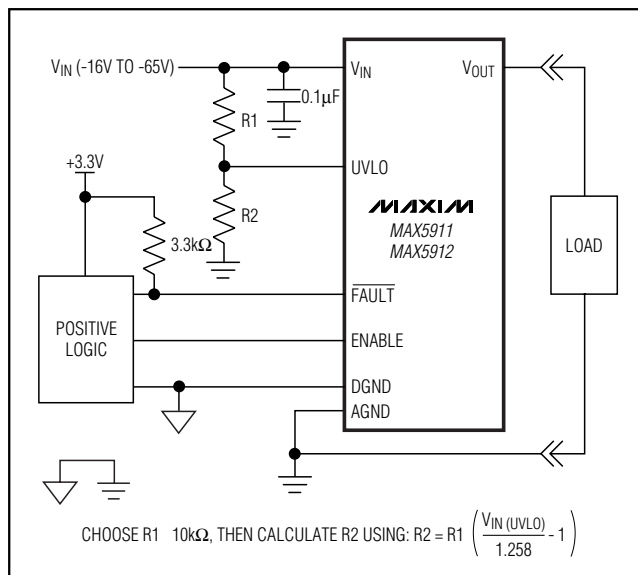 V_IN (-16V TO -65V)
V_IN
V_OUT
0.1μF
R1
+3.3V
UVLO
R2
MAXIM
MAX5911
MAX5912
3.3kΩ
LOAD
FAULT
POSITIVE
LOGIC
ENABLE
DGND
AGND
CHOOSE R1 10kΩ, THEN CALCULATE R2 USING: R2 = R1 (V_IN (UVLO) / 1.258 - 1)